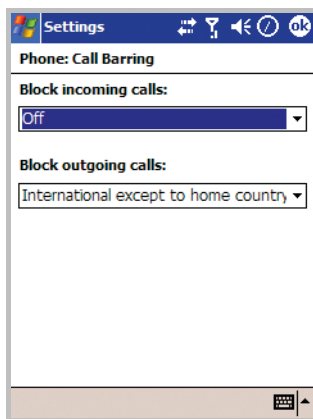 Settings
ok
Phone: Call Barring
Block incoming calls:
Off
Block outgoing calls:
International except to home country